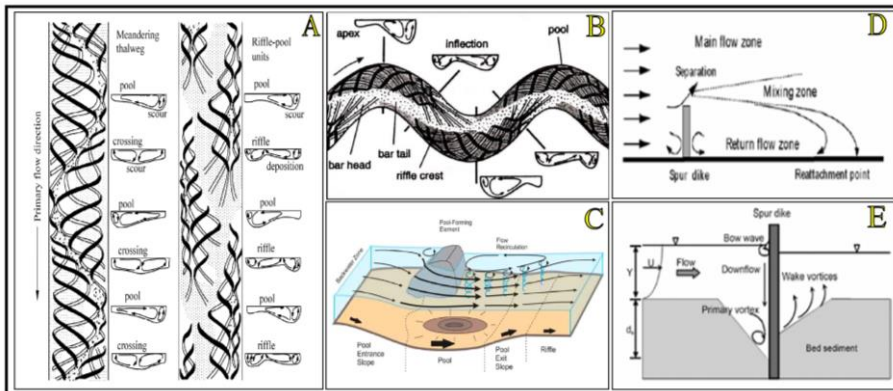 A
Meandering
thalweg
Riffle-pool
units
Primary flow direction
pool
scour
crossing
scour
pool
crossing
pool
crossing
pool
scour
riffle
deposition
pool
riffle
pool
riffle
B
apex
inflection
pool
bar head
bar tail
riffle crest
C
Pool-Forming
Element
Flow
Recirculation
Backwater Zone
Pool
Entrance
Slope
Pool
Pool
Exit
Slope
Riffle
D
Main flow zone
Separation
Mixing zone
Return flow zone
Spur dike
Reattachment point
E
Spur dike
Bow wave
U
Flow
Y
Downflow
Wake vortices
Primary vortex
Bed sediment